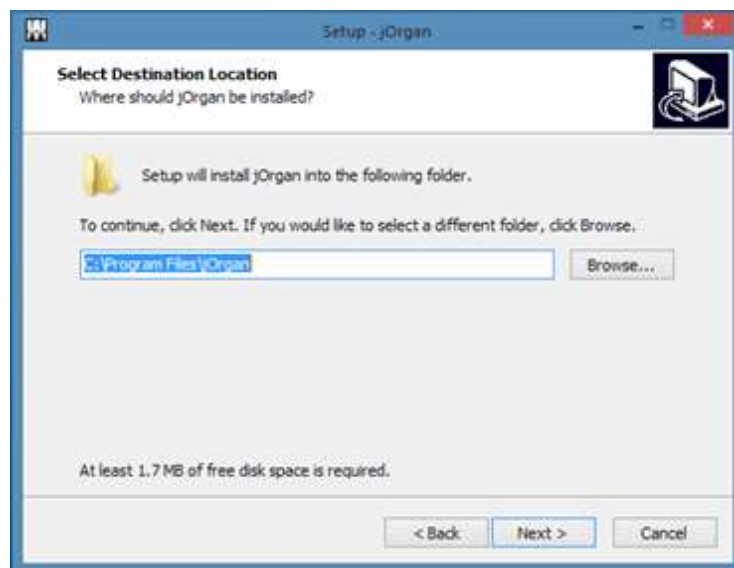 Setup - jOrgan
Select Destination Location
Where should jOrgan be installed?
Setup will install jOrgan into the following folder.
To continue, click Next. If you would like to select a different folder, click Browse.
C:\Program Files\jOrgan
Browse...
At least 1.7 MB of free disk space is required.
< Back
Next >
Cancel